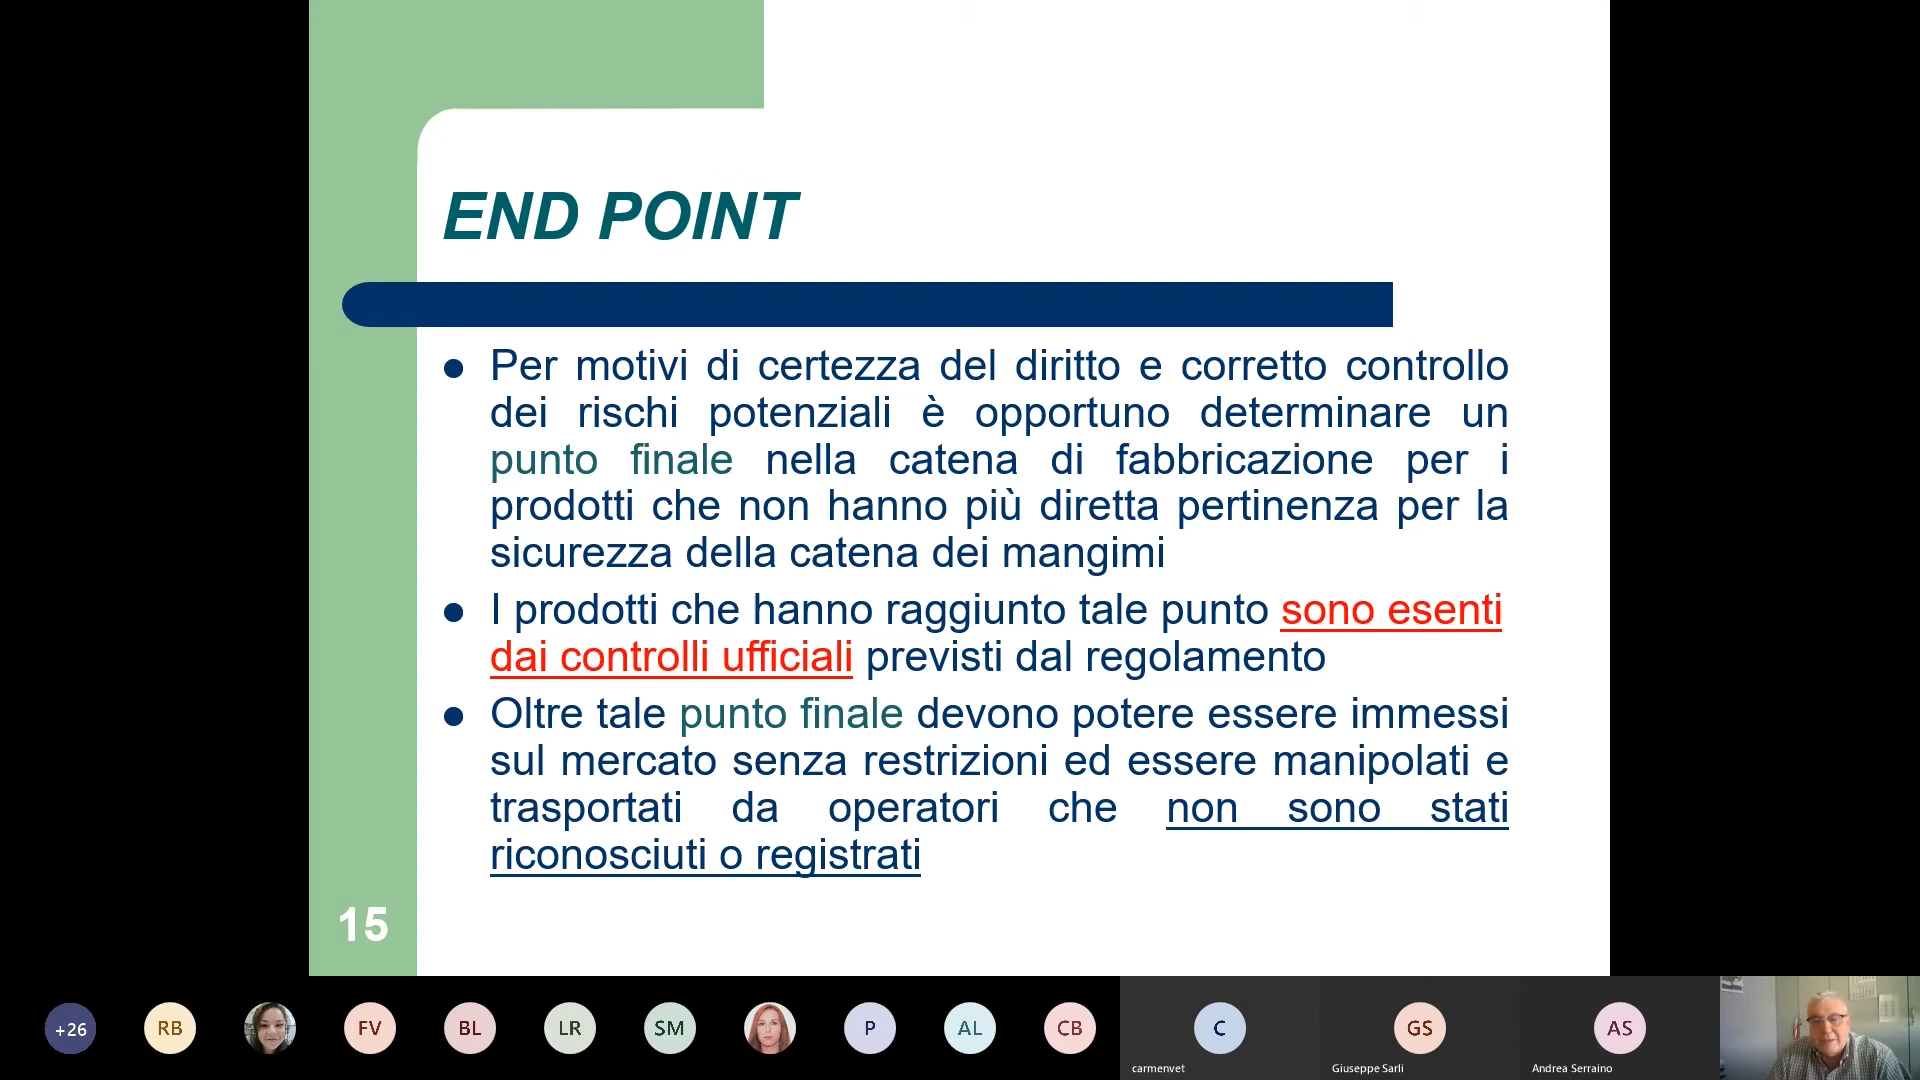 END POINT
Per motivi di certezza del diritto e corretto controllo
dei rischi potenziali è opportuno determinare un
punto finale nella catena di fabbricazione per i
prodotti che non hanno più diretta pertinenza per la
sicurezza della catena dei mangimi
I prodotti che hanno raggiunto tale punto sono esenti
dai controlli ufficiali previsti dal regolamento
Oltre tale punto finale devono potere essere immessi
sul mercato senza restrizioni ed essere manipolati e
trasportati da operatori che non sono stati
riconosciuti o registrati
15
+26
RB
FV
BL
LR
SM
P
AL
CB
C
GS
AS
carmenvet
Giuseppe Sarli
Andrea Serraino